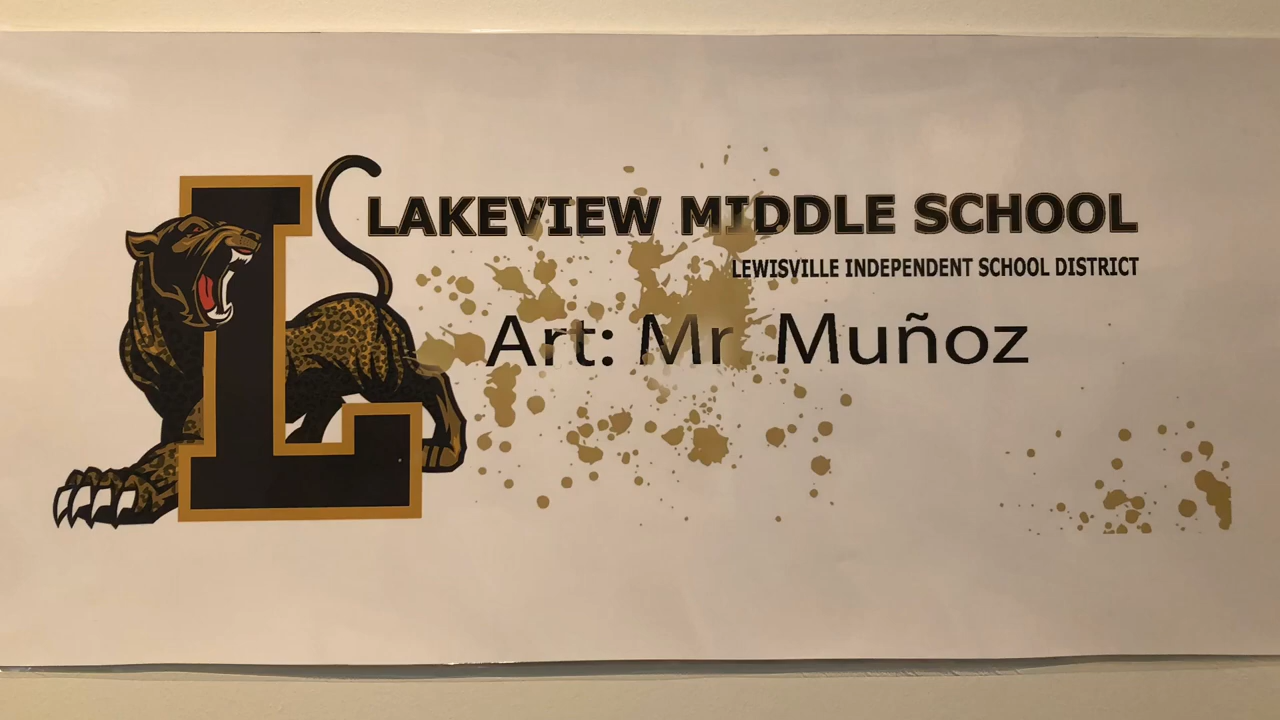 L
LAKEVIEW MIDDLE SCHOOL
LEWISVILLE INDEPENDENT SCHOOL DISTRICT
Art: Mr Muñoz